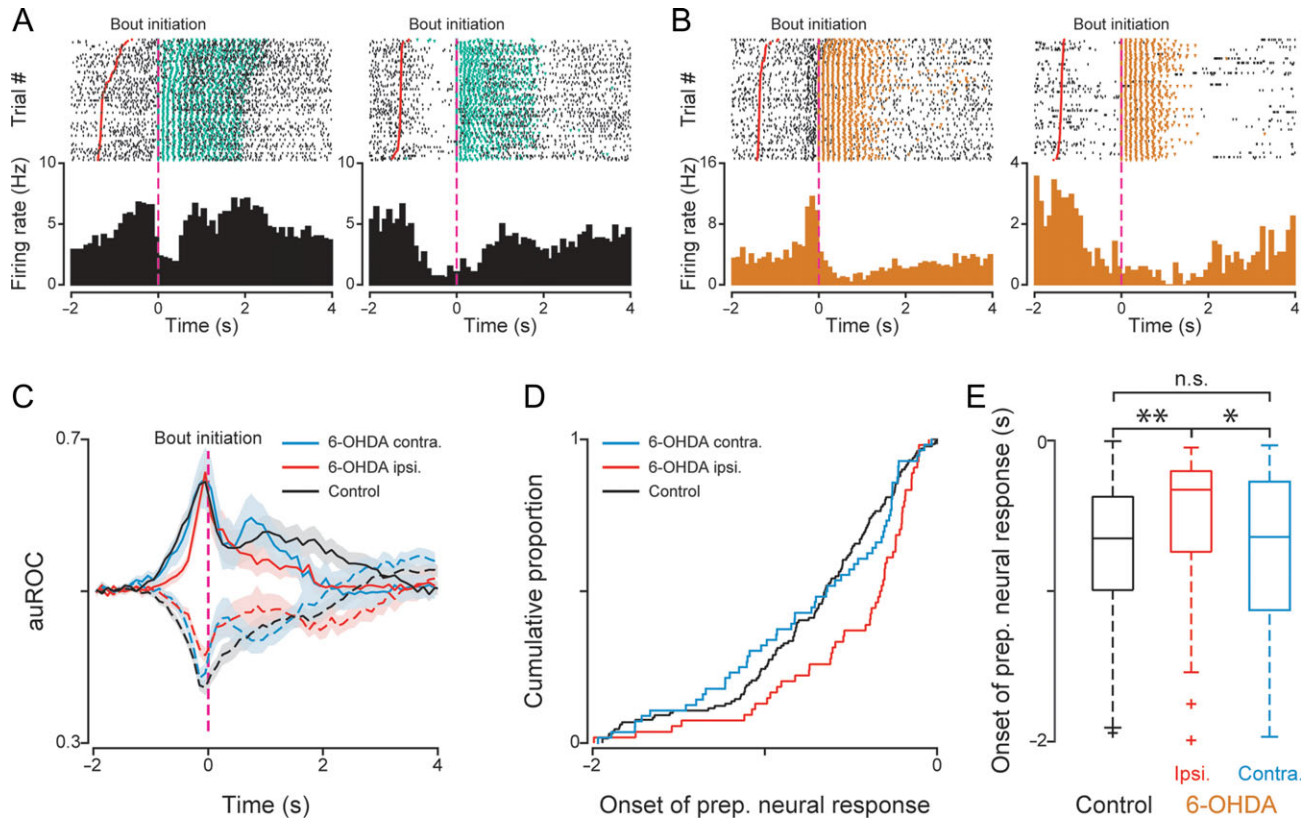 A
Bout initiation
Bout initiation
Trial #
Firing rate (Hz)
10
5
0
10
5
0
−2 0 2 4
−2 0 2 4
Time (s)
Time (s)
B
Bout initiation
Bout initiation
Trial #
Firing rate (Hz)
16
8
0
4
2
0
−2 0 2 4
−2 0 2 4
Time (s)
Time (s)
C
0.7
Bout initiation
6-OHDA contra.
6-OHDA ipsi.
Control
auROC
0.3
−2 0 2 4
Time (s)
D
1
6-OHDA contra.
6-OHDA ipsi.
Control
Cumulative proportion
0
−2 0
Onset of prep. neural response
E
n.s.
** *
Onset of prep. neural response (s)
0
−2
Ipsi. Contra.
Control 6-OHDA